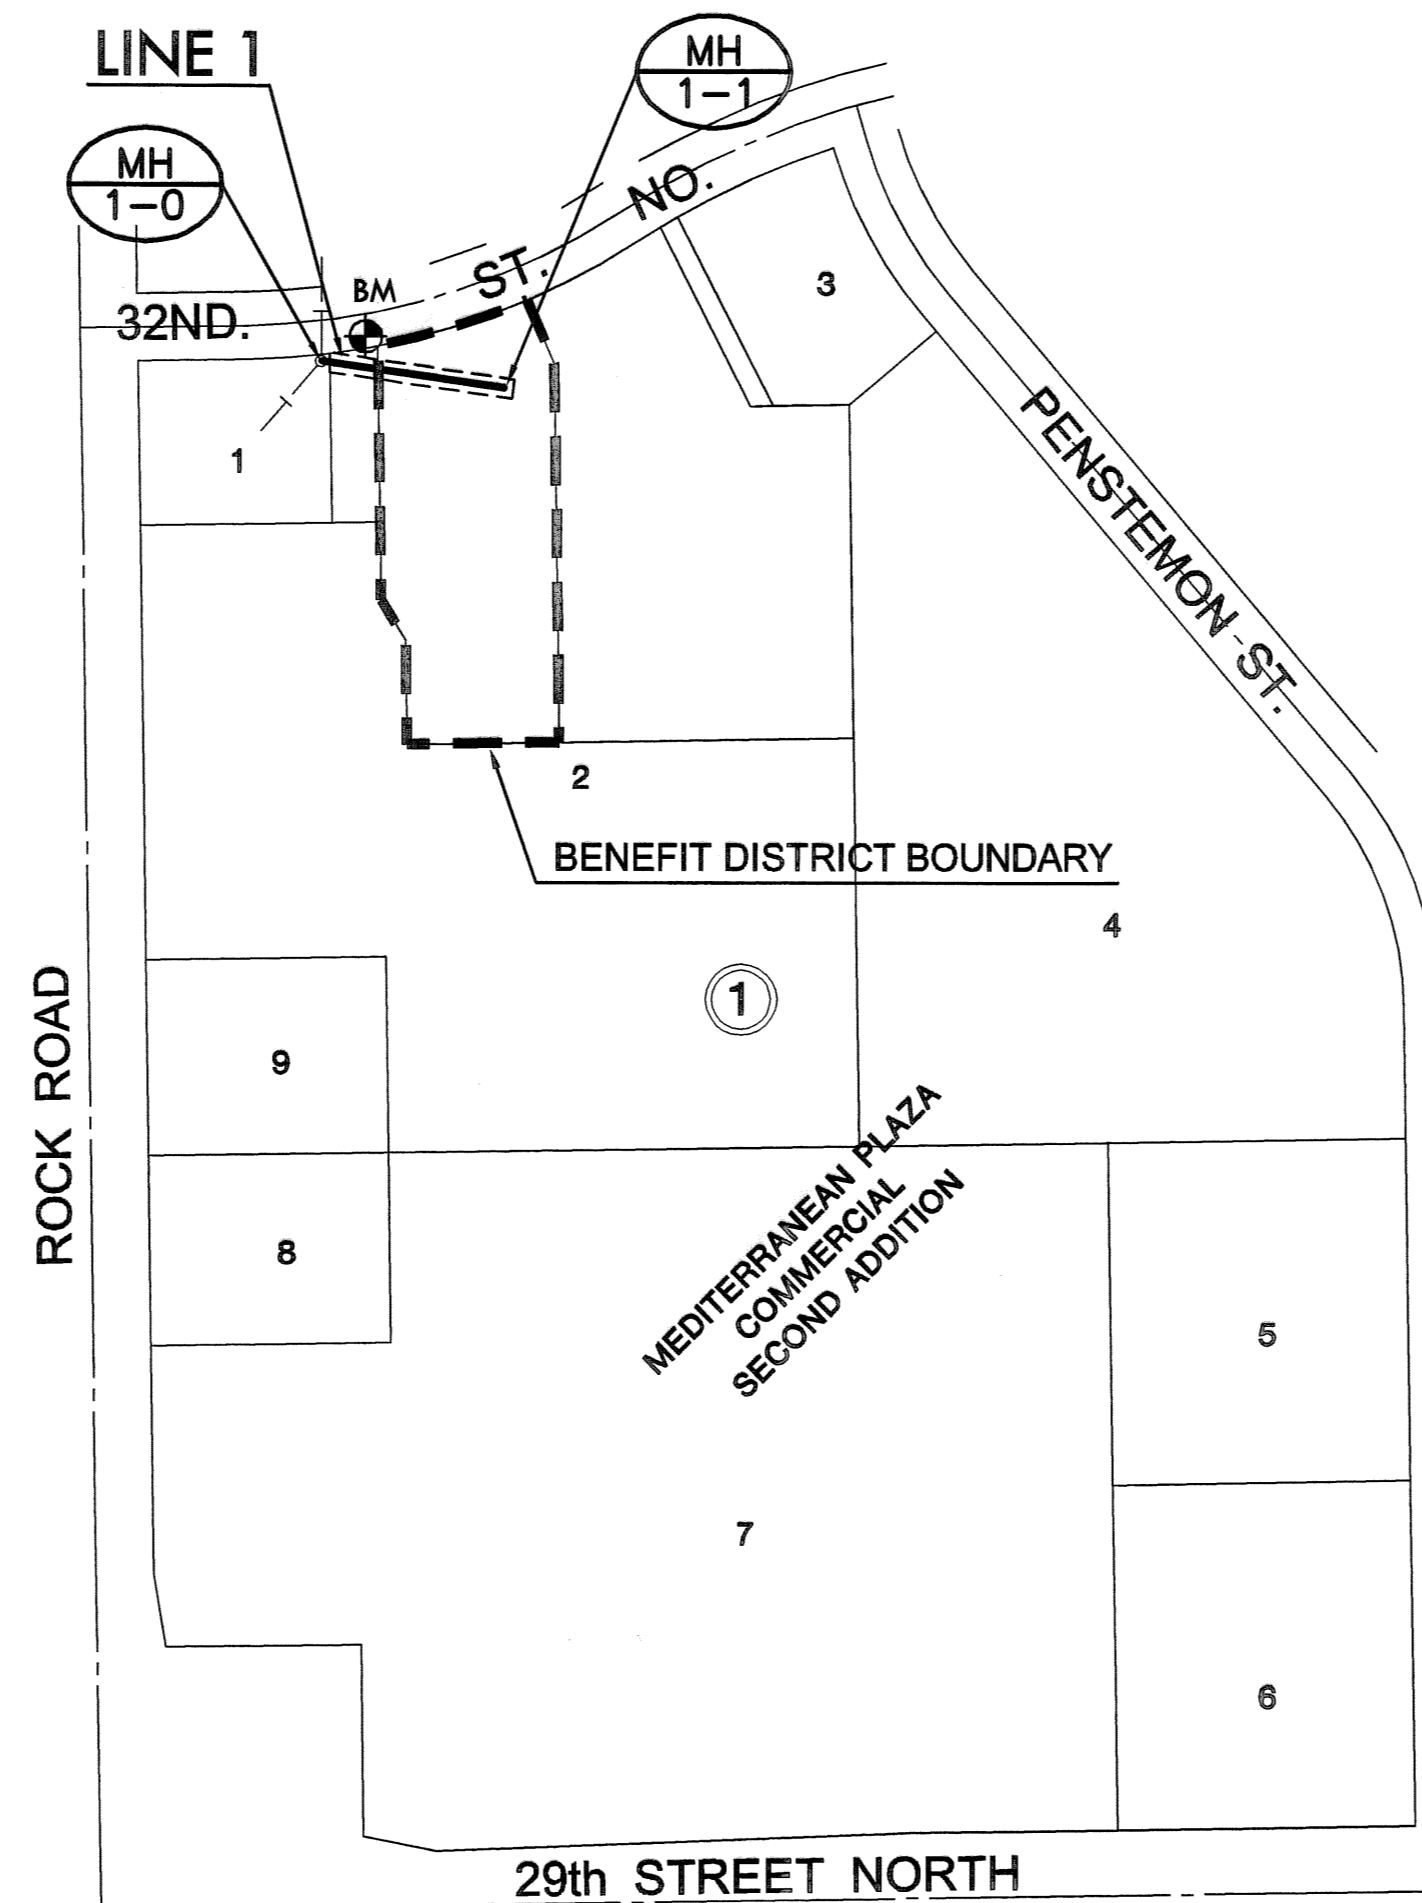 LINE 1
MH
1-1
MH
1-0
32ND. ST. NO.
BM
3
1
PENSTEMON ST.
2
BENEFIT DISTRICT BOUNDARY
4
1
ROCK ROAD
9
8
MEDITERRANEAN PLAZA
COMMERCIAL
SECOND ADDITION
5
7
6
29th STREET NORTH